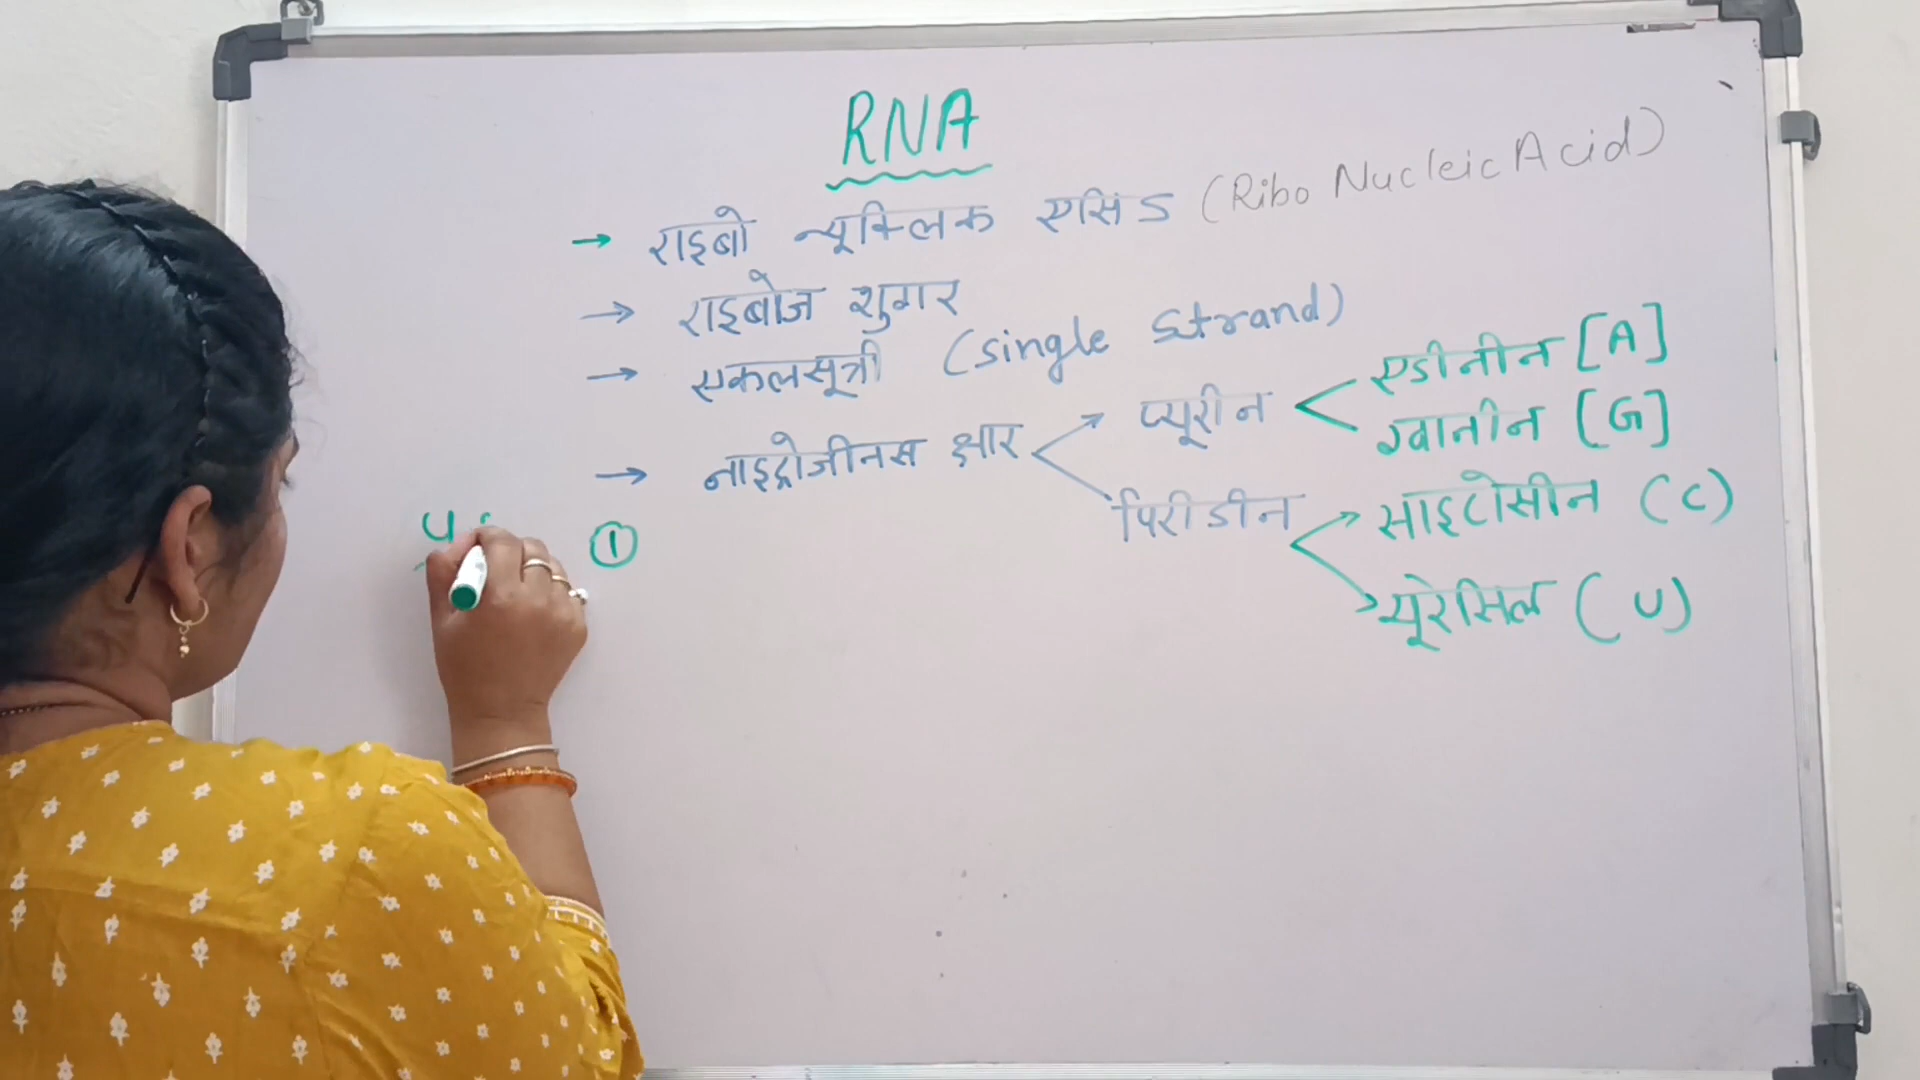 RNA
→ राइबो न्यूक्लिक एसिड (Ribo Nucleic Acid)
→ राइबोज शुगर
→ एकलसूत्री (Single Strand)
→ नाइट्रोजीनस क्षार
प्यूरीन
एडीनीन [A]
ग्वानीन [G]
पिरीडीन
साइटोसीन (C)
यूरेसिल (U)
①